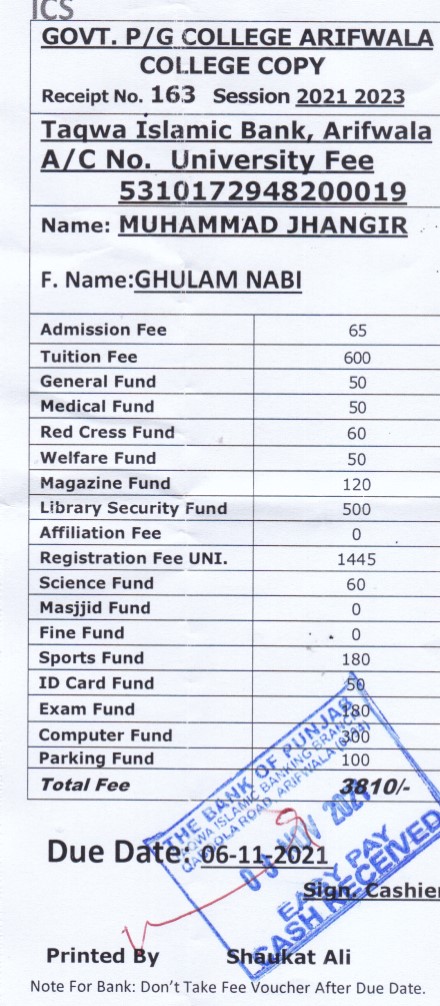 ICS
GOVT. P/G COLLEGE ARIFWALA
COLLEGE COPY
Receipt No. 163 Session 2021 2023
Taqwa Islamic Bank, Arifwala
A/C No. University Fee
5310172948200019
Name: MUHAMMAD JHANGIR
F. Name:GHULAM NABI
Admission Fee 65
Tuition Fee 600
General Fund 50
Medical Fund 50
Red Cress Fund 60
Welfare Fund 50
Magazine Fund 120
Library Security Fund 500
Affiliation Fee 0
Registration Fee UNI. 1445
Science Fund 60
Masjjid Fund 0
Fine Fund 0
Sports Fund 180
ID Card Fund 50
Exam Fund 180
Computer Fund 300
Parking Fund 100
Total Fee 3810/-
THE BANK OF PUNJAB
TAQWA ISLAMIC BANKING BRANCH
ROAD ARIFWALA
NOV 2021
EASY PAY
CASH RECEIVED
Due Date: 06-11-2021
Sign. Cashier
Printed By Shaukat Ali
Note For Bank: Don't Take Fee Voucher After Due Date.